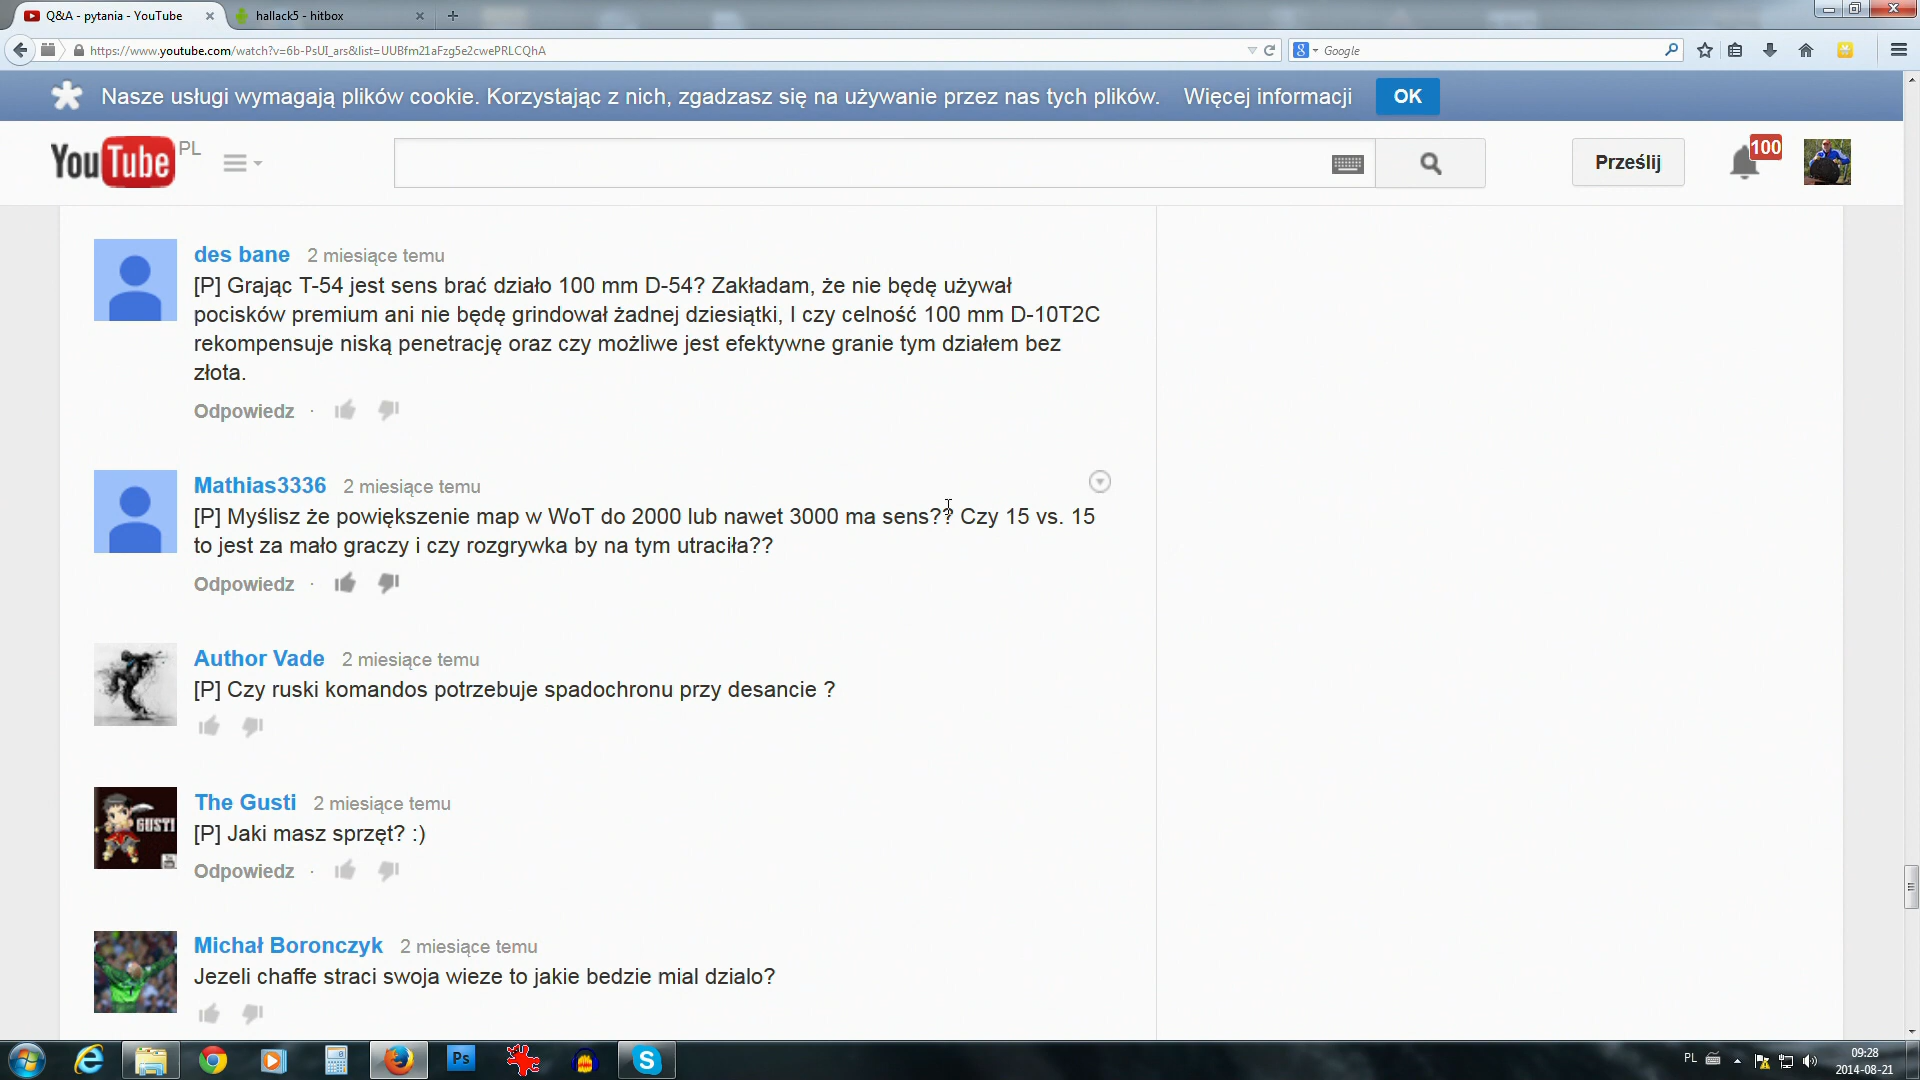 Q&A - pytania - YouTube
hallack5 - hitbox
https://www.youtube.com/watch?v=6b-PsUI_ars&list=UUBfm21aFzg5e2cwePRLCQhA
Google
Nasze usługi wymagają plików cookie. Korzystając z nich, zgadzasz się na używanie przez nas tych plików. Więcej informacji OK
YouTube PL
Prześlij
100
des bane 2 miesiące temu
[P] Grając T-54 jest sens brać działo 100 mm D-54? Zakładam, że nie będę używał
pocisków premium ani nie będę grindował żadnej dziesiątki, I czy celność 100 mm D-10T2C
rekompensuje niską penetrację oraz czy możliwe jest efektywne granie tym działem bez
złota.
Odpowiedz ·
Mathias3336 2 miesiące temu
[P] Myślisz że powiększenie map w WoT do 2000 lub nawet 3000 ma sens?? Czy 15 vs. 15
to jest za mało graczy i czy rozgrywka by na tym utraciła??
Odpowiedz ·
Author Vade 2 miesiące temu
[P] Czy ruski komandos potrzebuje spadochronu przy desancie ?
GUSTI
The Gusti 2 miesiące temu
[P] Jaki masz sprzęt? :)
Odpowiedz ·
Michał Boronczyk 2 miesiące temu
Jezeli chaffe straci swoja wieze to jakie bedzie mial dzialo?
Ps
PL
09:28
2014-08-21